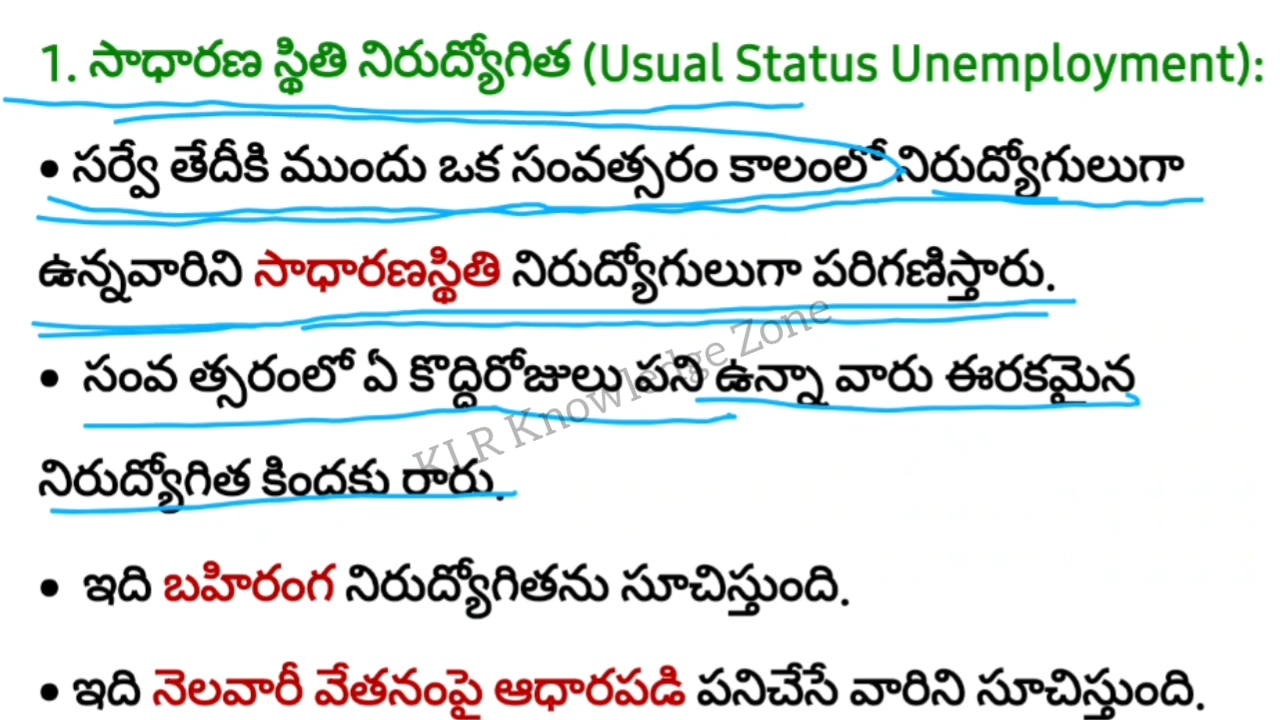 1. సాధారణ స్థితి నిరుద్యోగిత (Usual Status Unemployment):
• సర్వే తేదీకి ముందు ఒక సంవత్సరం కాలంలో నిరుద్యోగులుగా
ఉన్నవారిని సాధారణస్థితి నిరుద్యోగులుగా పరిగణిస్తారు.
• సంవ త్సరంలో ఏ కొద్దిరోజులు పని ఉన్నా వారు ఈరకమైన
నిరుద్యోగిత కిందకు రారు.
• ఇది బహిరంగ నిరుద్యోగితను సూచిస్తుంది.
• ఇది నెలవారీ వేతనంపై ఆధారపడి పనిచేసే వారిని సూచిస్తుంది.
KLR Knowledge Zone